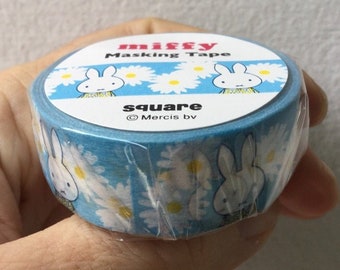 miffy
Masking Tape
square
© Mercis bv